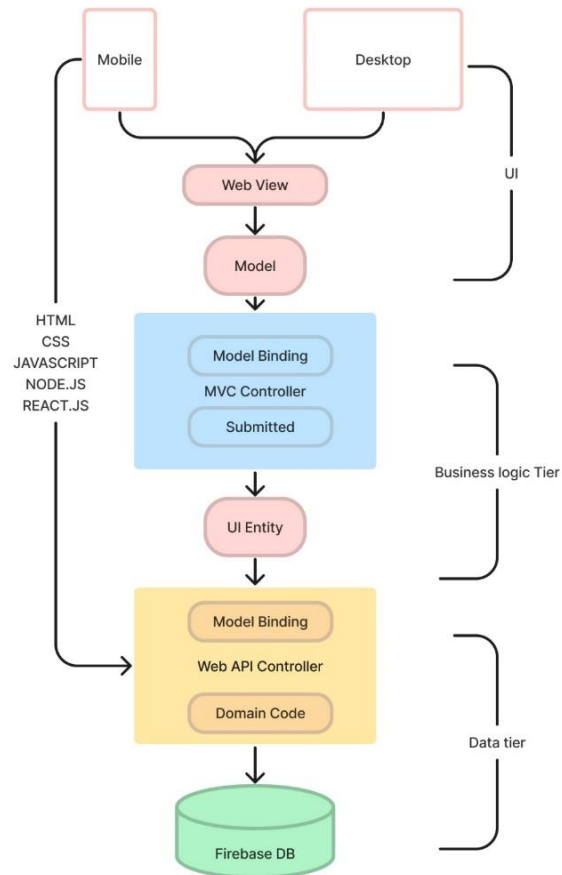 Mobile
Desktop
Web View
UI
Model
HTML
CSS
JAVASCRIPT
NODE.JS
REACT.JS
Model Binding
MVC Controller
Submitted
Business logic Tier
UI Entity
Model Binding
Web API Controller
Domain Code
Data tier
Firebase DB